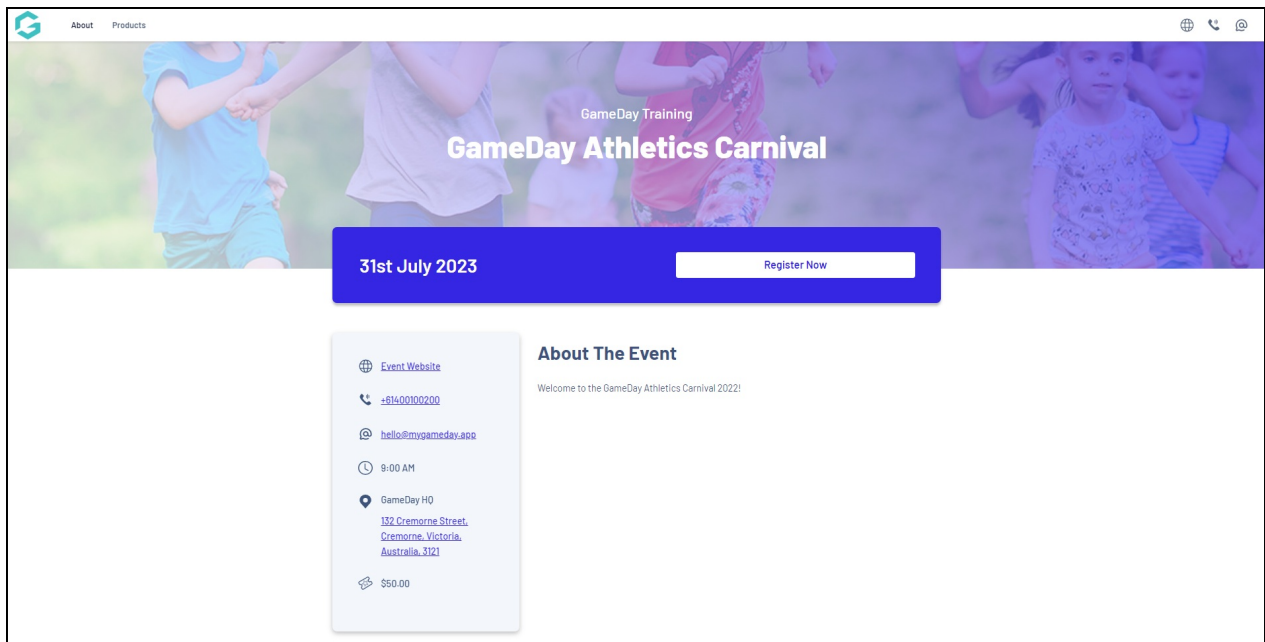 About Products
GameDay Training
GameDay Athletics Carnival
31st July 2023
Register Now
Event Website
+61400100200
hello@mygameday.app
9:00 AM
GameDay HQ
132 Cremorne Street,
Cremorne, Victoria,
Australia, 3121
$50.00
About The Event
Welcome to the GameDay Athletics Carnival 2022!